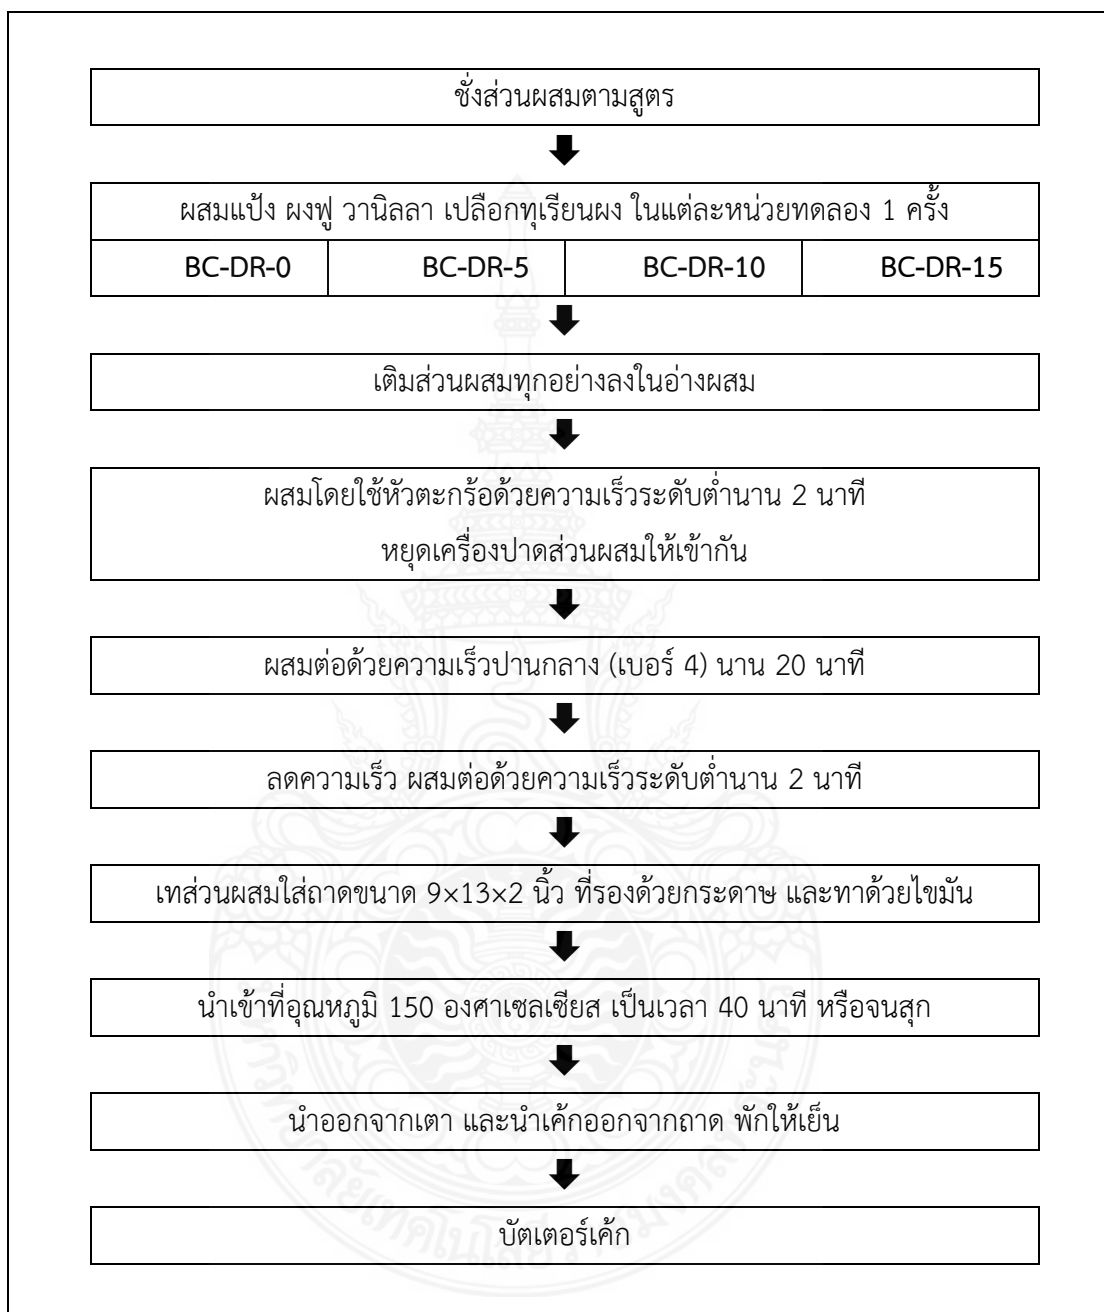 ชั่งส่วนผสมตามสูตร
ผสมแป้ง ผงฟู วานิลลา เปลือกทุเรียนผง ในแต่ละหน่วยทดลอง 1 ครั้ง
BC-DR-0 BC-DR-5 BC-DR-10 BC-DR-15
เติมส่วนผสมทุกอย่างลงในอ่างผสม
ผสมโดยใช้หัวตะกร้อด้วยความเร็วระดับต่ำนาน 2 นาที
หยุดเครื่องปาดส่วนผสมให้เข้ากัน
ผสมต่อด้วยความเร็วปานกลาง (เบอร์ 4) นาน 20 นาที
ลดความเร็ว ผสมต่อด้วยความเร็วระดับต่ำนาน 2 นาที
เทส่วนผสมใส่ถาดขนาด 9×13×2 นิ้ว ที่รองด้วยกระดาษ และทาด้วยไขมัน
นำเข้าที่อุณหภูมิ 150 องศาเซลเซียส เป็นเวลา 40 นาที หรือจนสุก
นำออกจากเตา และนำเค้กออกจากถาด พักให้เย็น
บัตเตอร์เค้ก